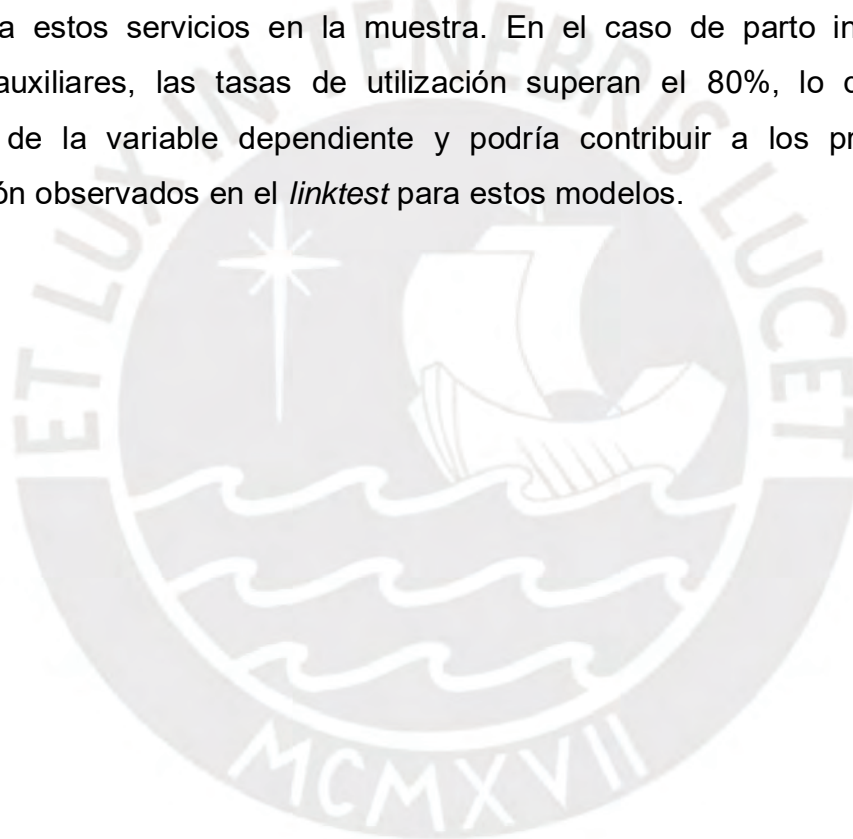 a estos servicios en la muestra. En el caso de parto in
auxiliares, las tasas de utilización superan el 80%, lo
de la variable dependiente y podría contribuir a los pr
ón observados en el linktest para estos modelos.
ET LUX IN TENEBRIS LUCET
MCMXVII